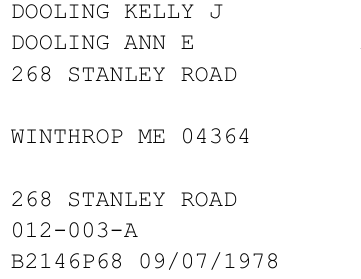 DOOLING KELLY J
DOOLING ANN E
268 STANLEY ROAD
WINTHROP ME 04364
268 STANLEY ROAD
012-003-A
B2146P68 09/07/1978